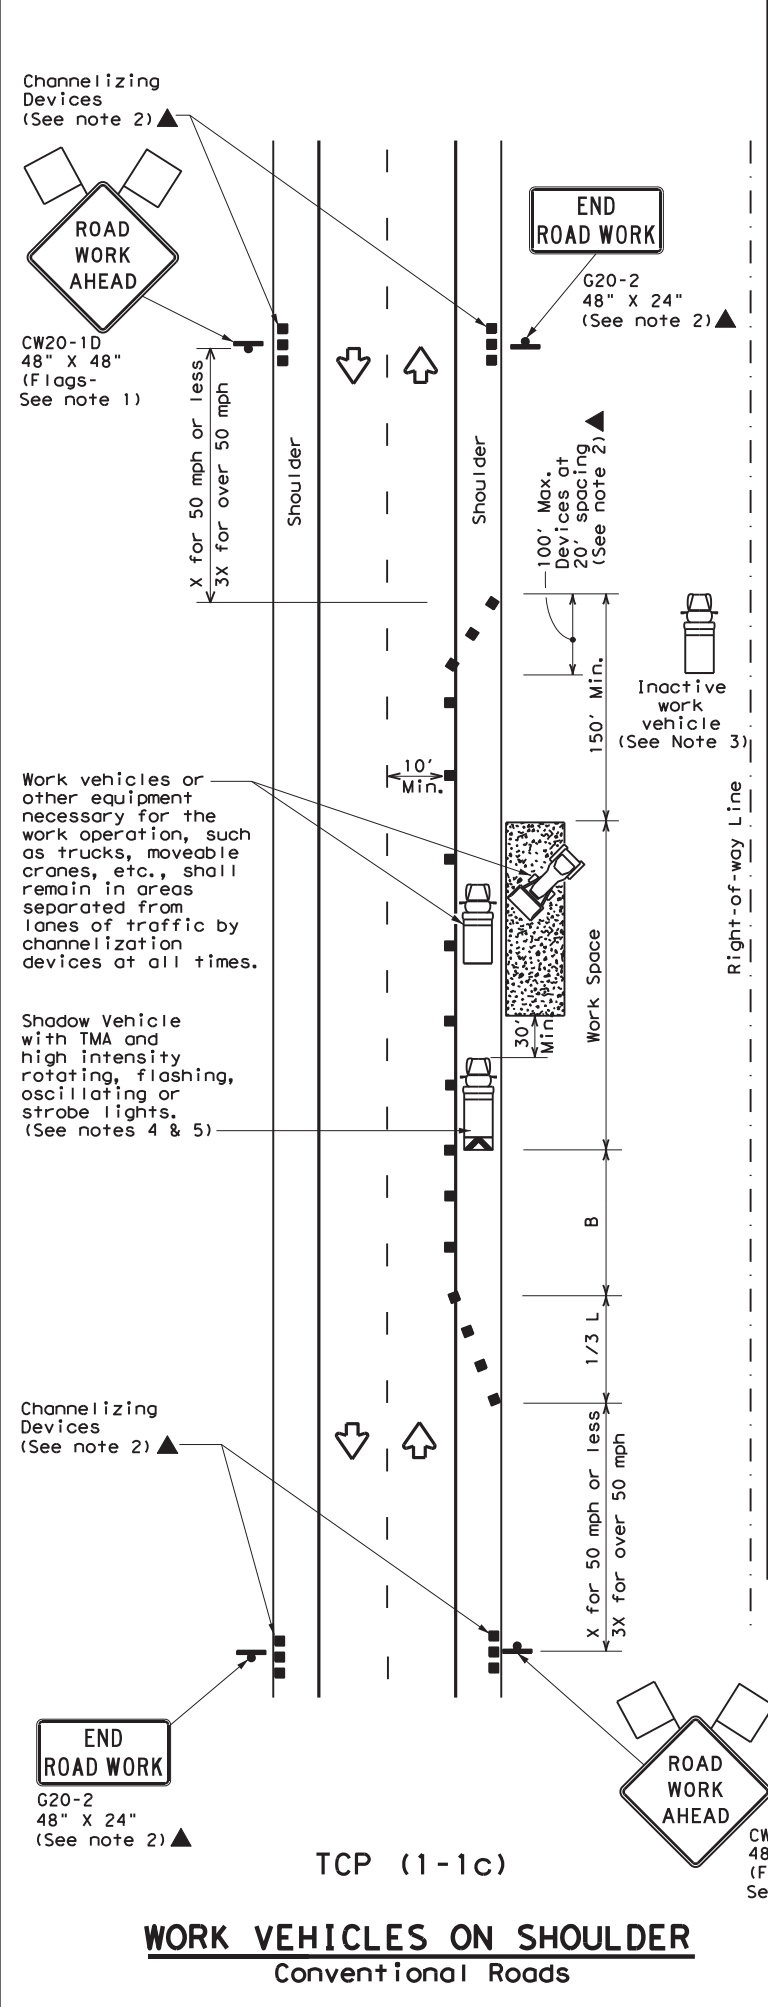 Channelizing
Devices
(See note 2)
ROAD
WORK
AHEAD
CW20-1D
48" X 48"
(Flags-
See note 1)
END
ROAD WORK
G20-2
48" X 24"
(See note 2)
X for 50 mph or less
3X for over 50 mph
Shoulder
Shoulder
100' Max.
Devices at
20' spacing
(See note 2)
150' Min.
Inactive
work
vehicle
(See Note 3)
10'
Min.
Work vehicles or
other equipment
necessary for the
work operation, such
as trucks, moveable
cranes, etc., shall
remain in areas
separated from
lanes of traffic by
channelization
devices at all times.
Right-of-way Line
Work Space
30'
Min.
Shadow Vehicle
with TMA and
high intensity
rotating, flashing,
oscillating or
strobe lights.
(See notes 4 & 5)
B
1/3 L
Channelizing
Devices
(See note 2)
X for 50 mph or less
3X for over 50 mph
END
ROAD WORK
G20-2
48" X 24"
(See note 2)
ROAD
WORK
AHEAD
CW
48
(F
Se
TCP (1-1c)
WORK VEHICLES ON SHOULDER
Conventional Roads